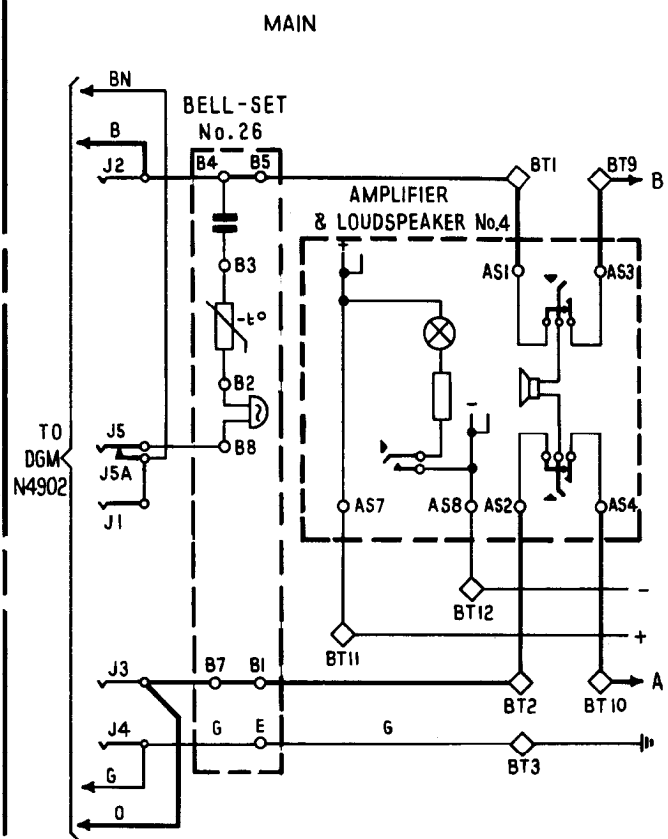 MAIN
BN
BELL-SET
No.26
B
J2
B4
B5
BT1
BT9
B
AMPLIFIER
& LOUDSPEAKER No.4
+
AS1
AS3
B3
-t°
B2
-
TO
DGM
N4902
J5
B8
J5A
J1
AS7
AS8
AS2
AS4
-
BT12
+
BT11
J3
B7
B1
A
BT2
BT10
J4
G
E
G
BT3
G
O